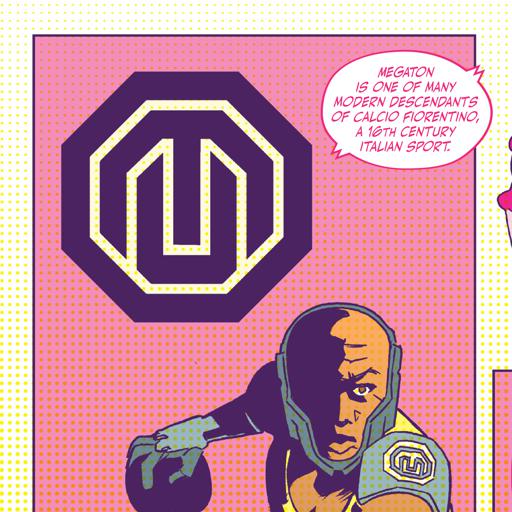 MEGATON
IS ONE OF MANY
MODERN DESCENDANTS
OF CALCIO FIORENTINO,
A 16TH CENTURY
ITALIAN SPORT.